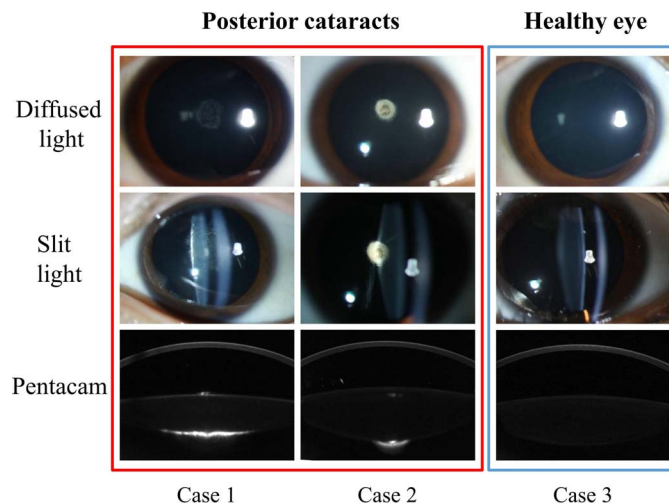 Posterior cataracts
Healthy eye
Diffused
light
Slit
light
Pentacam
Case 1
Case 2
Case 3